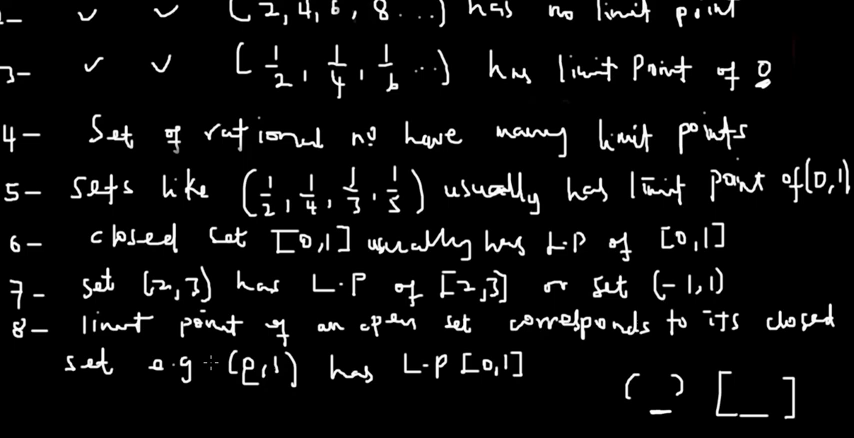 2- ✓ ✓ (2, 4, 6, 8 ...) has no limit point
3- ✓ ✓ [1/2, 1/4, 1/6 ...) has limit point of 0
4- Set of rational no have many limit points
5- sets like (1/2, 1/4, 1/3, 1/5) usually has limit point of (0,1)
6- closed set [0,1] usually has L.P of [0,1]
7- set (-2,3) has L.P of [-2,3] or set (-1,1)
8- limit point of an open set corresponds to its closed
set e.g (0,1) has L.P [0,1]
(_) [_]